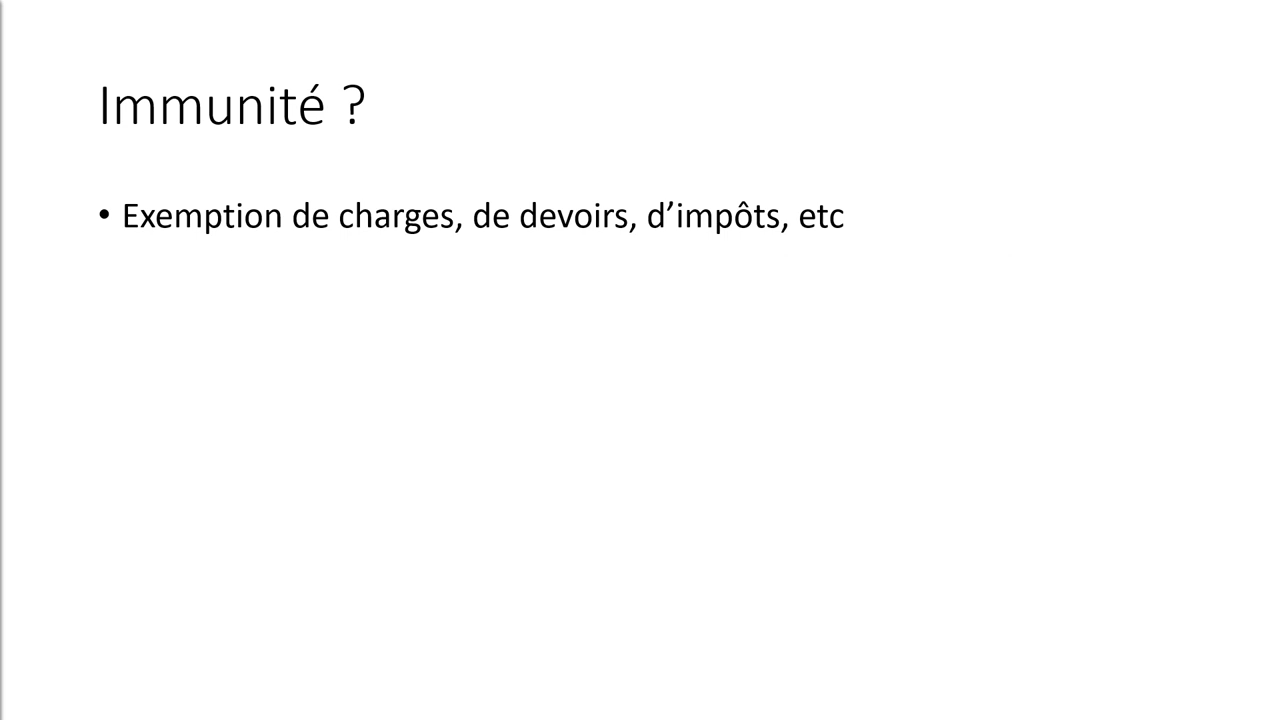 Immunité ?
• Exemption de charges, de devoirs, d’impôts, etc